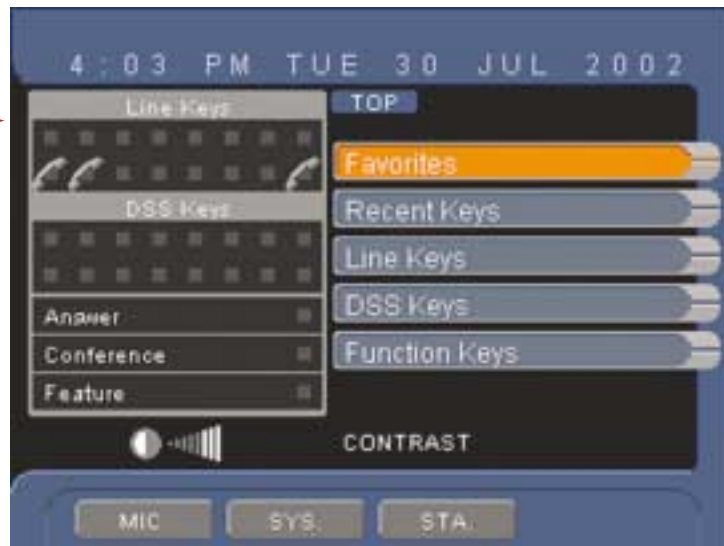 4:03 PM TUE 30 JUL 2002
Line Keys
TOP
Favorites
DSS Keys
Recent Keys
Line Keys
DSS Keys
Function Keys
Answer
Conference
Feature
CONTRAST
MIC
SYS.
STA.